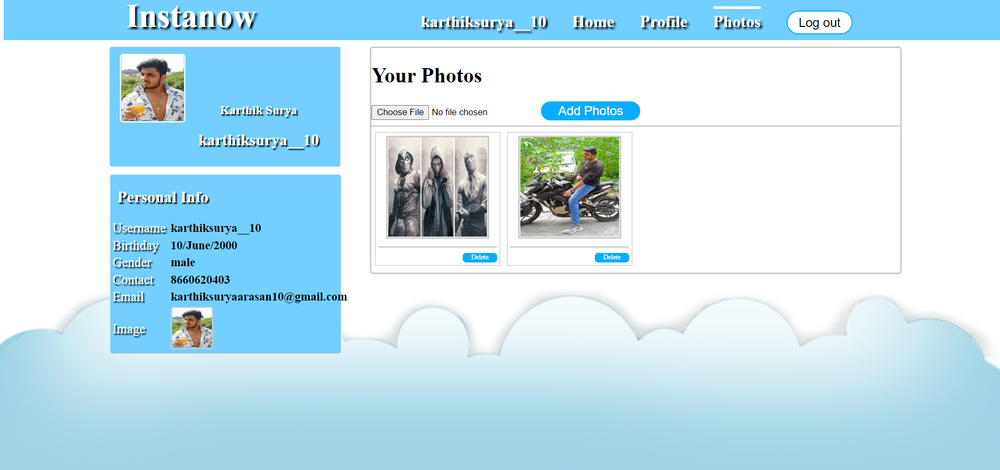 Instanow
karthiksurya__10 Home Profile Photos Log out
Karthik Surya
karthiksurya__10
Personal Info
Username karthiksurya__10
Birthday 10/June/2000
Gender male
Contact 8660620403
Email karthiksuryaarasan10@gmail.com
Image
Your Photos
Choose File No file chosen Add Photos
Delete Delete